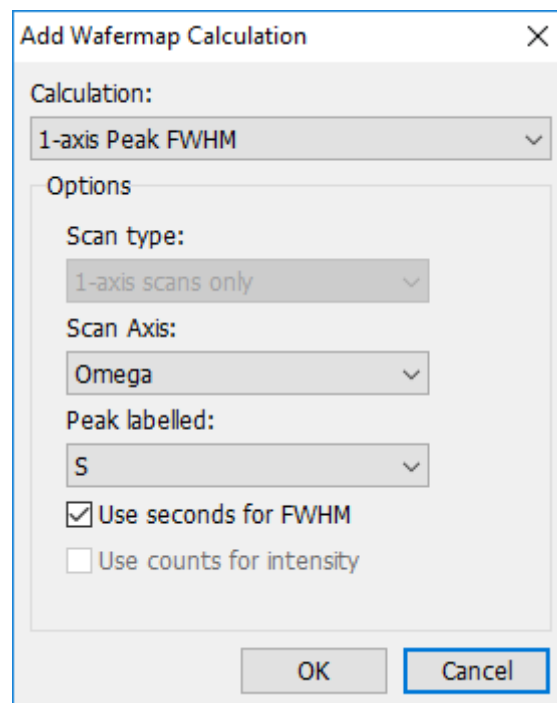 Add Wafermap Calculation
Calculation:
1-axis Peak FWHM
Options
Scan type:
1-axis scans only
Scan Axis:
Omega
Peak labelled:
S
Use seconds for FWHM
Use counts for intensity
OK Cancel